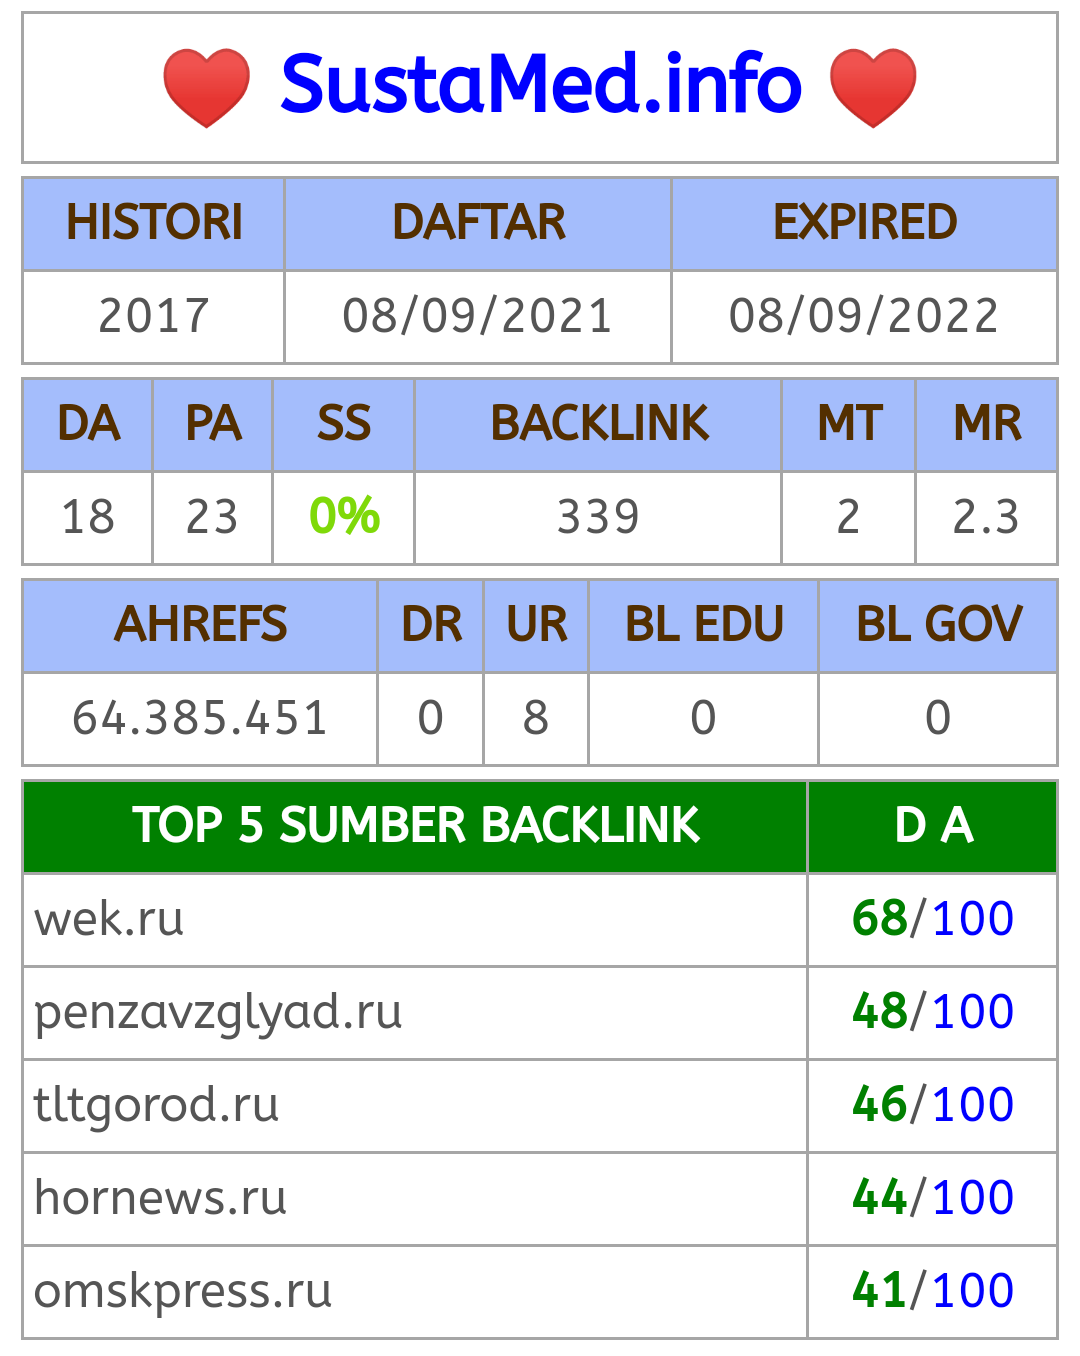 ❤️ SustaMed.info ❤️
HISTORI DAFTAR EXPIRED
2017 08/09/2021 08/09/2022
DA PA SS BACKLINK MT MR
18 23 0% 339 2 2.3
AHREFS DR UR BL EDU BL GOV
64.385.451 0 8 0 0
TOP 5 SUMBER BACKLINK D A
wek.ru 68/100
penzavzglyad.ru 48/100
tltgorod.ru 46/100
hornews.ru 44/100
omskpress.ru 41/100